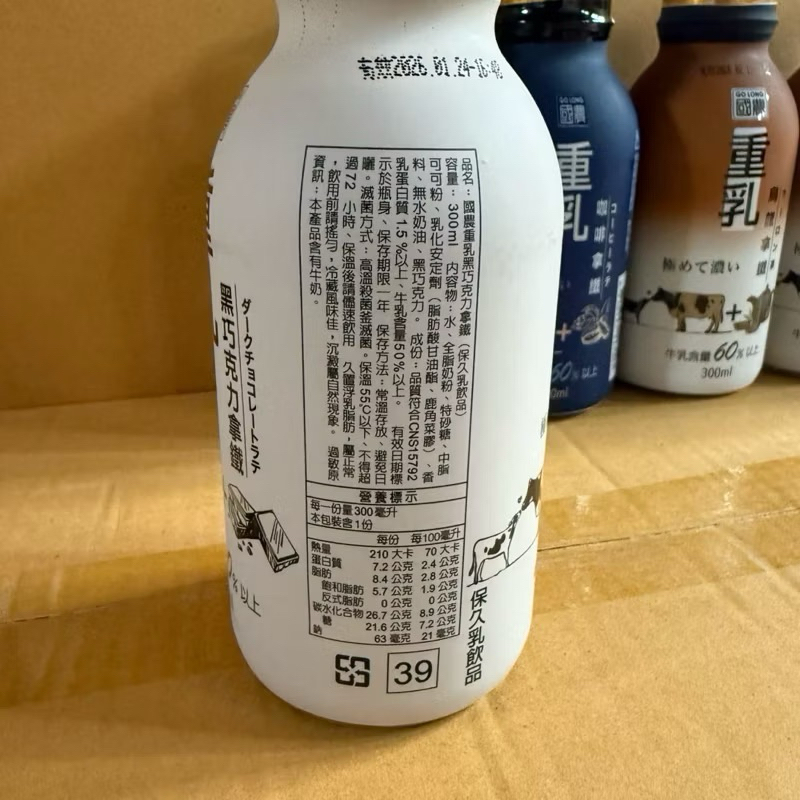 有效2026.01.24-16:42
品名：國農重乳黑巧克力拿鐵（保久乳飲品）
容量：300ml 內容物：水、全脂奶粉、特砂糖、中脂
可可粉、乳化安定劑（脂肪酸甘油酯、鹿角菜膠）、香
料、無水奶油、黑巧克力。 成份：品質符合CNS15792
乳蛋白質1.5%以上、牛乳含量50%以上。 有效日期標
示於瓶身、保存期限一年 保存方法：常溫存放、避免日
曬。滅菌方式：高溫殺菌釜滅菌。保溫55℃以下、不得超
過72小時、保溫後請儘速飲用 久置浮乳脂肪，屬正常
，飲用前請搖勻，冷藏風味佳，沉澱屬自然現象。 過敏原
資訊：本產品含有牛奶。
營養標示
每一份量300毫升
本包裝含1份
每份 每100毫升
熱量 210 大卡 70 大卡
蛋白質 7.2 公克 2.4 公克
脂肪 8.4 公克 2.8 公克
飽和脂肪 5.7 公克 1.9 公克
反式脂肪 0 公克 0 公克
碳水化合物 26.7 公克 8.9 公克
糖 21.6 公克 7.2 公克
鈉 63 毫克 21 毫克
39
保久乳飲品
ダークチョコレートラテ
黑巧克力拿鐵
%以上
GO LONG
國農
重乳
コーヒーラテ
咖啡拿鐵
60%以上
GO LONG
國農
重乳
烏龍拿鐵
極めて濃い
+
牛乳含量60%以上
300ml